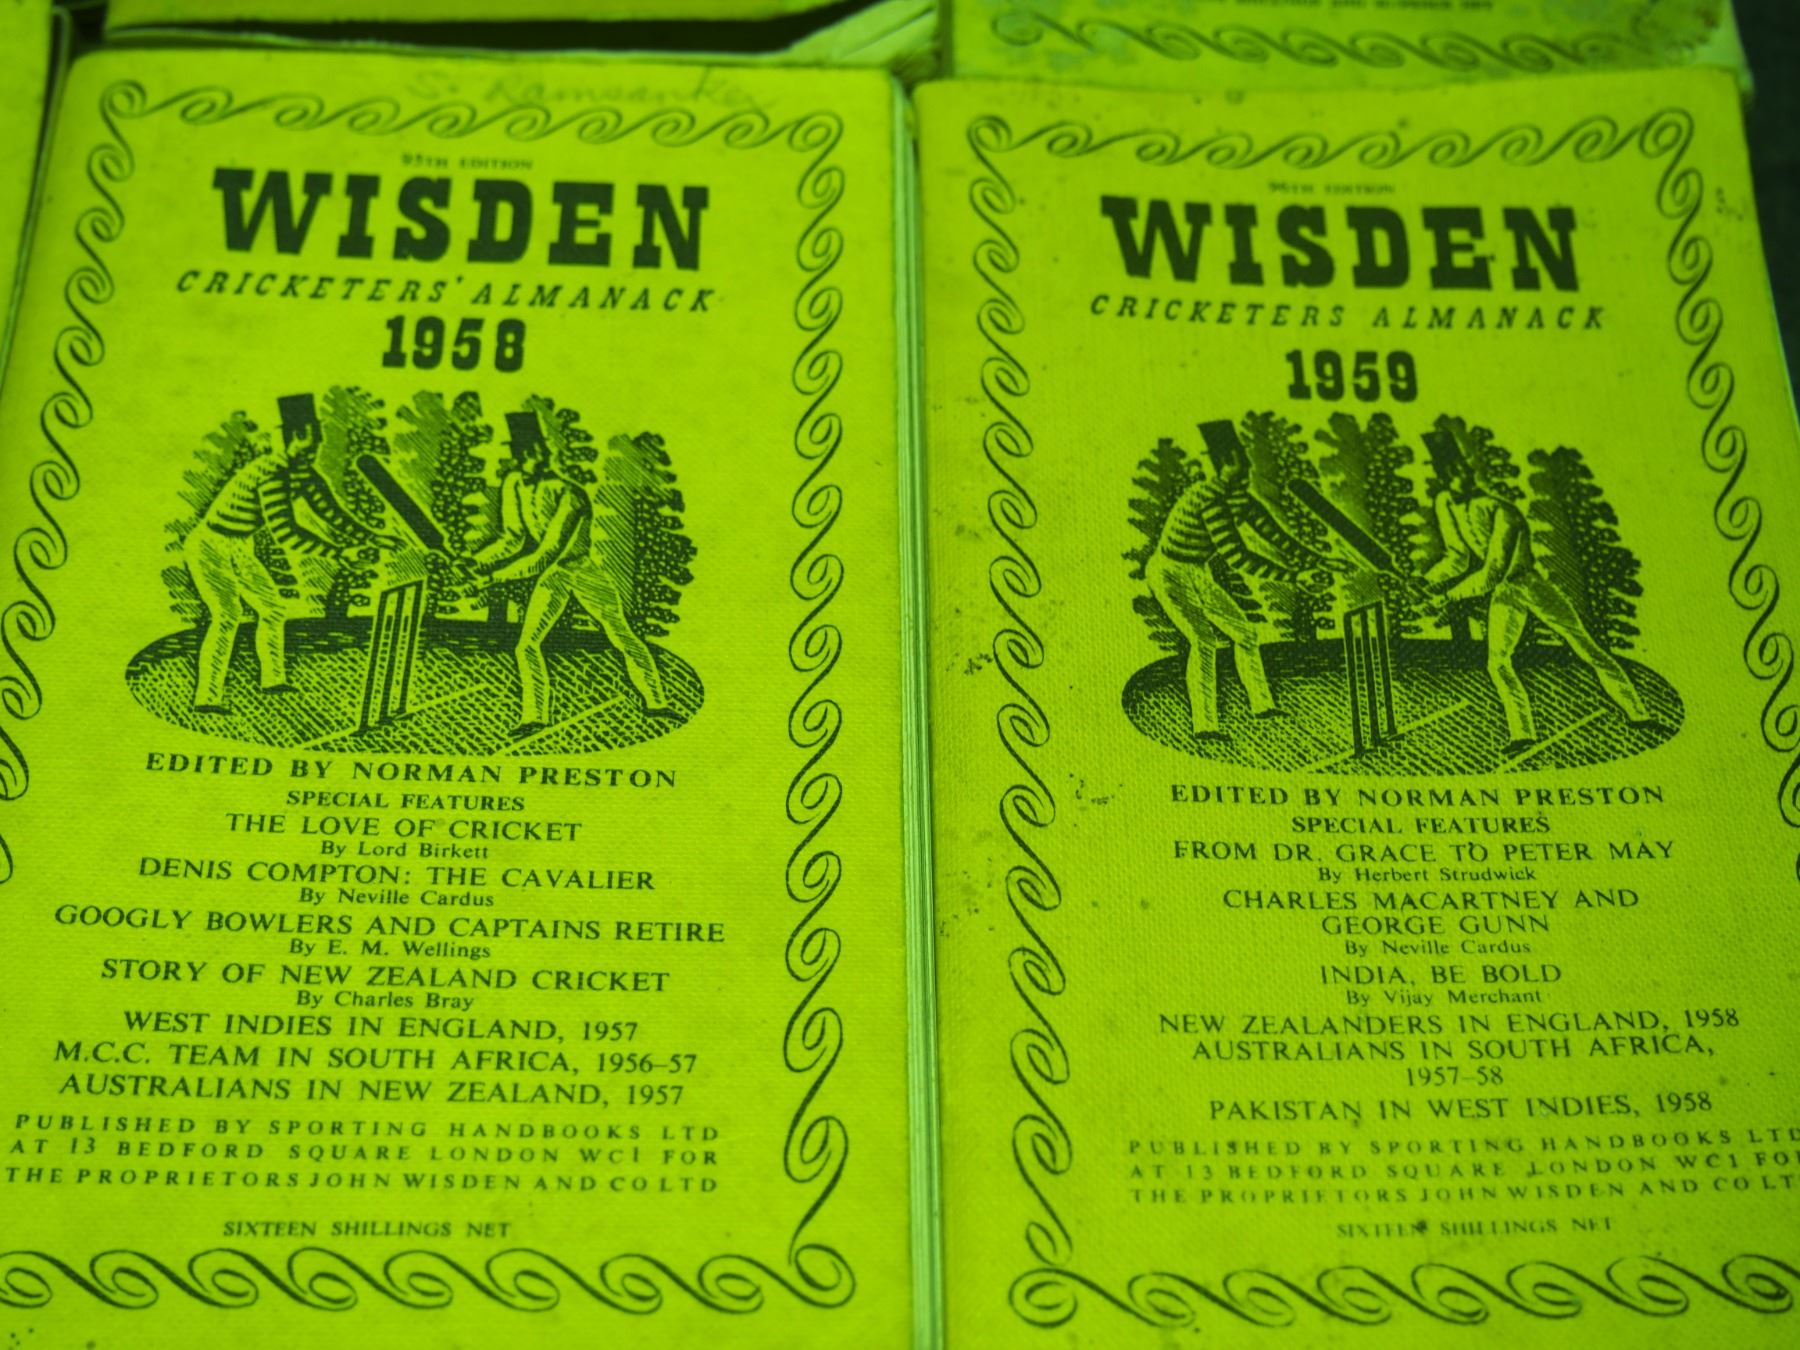 S. Ramsanker
95TH EDITION
WISDEN
CRICKETERS' ALMANACK
1958
EDITED BY NORMAN PRESTON
SPECIAL FEATURES
THE LOVE OF CRICKET
By Lord Birkett
DENIS COMPTON: THE CAVALIER
By Neville Cardus
GOOGLY BOWLERS AND CAPTAINS RETIRE
By E. M. Wellings
STORY OF NEW ZEALAND CRICKET
By Charles Bray
WEST INDIES IN ENGLAND, 1957
M.C.C. TEAM IN SOUTH AFRICA, 1956–57
AUSTRALIANS IN NEW ZEALAND, 1957
PUBLISHED BY SPORTING HANDBOOKS LTD
AT 13 BEDFORD SQUARE LONDON WC1 FOR
THE PROPRIETORS JOHN WISDEN AND CO LTD
SIXTEEN SHILLINGS NET
96TH EDITION
WISDEN
CRICKETERS ALMANACK
1959
EDITED BY NORMAN PRESTON
SPECIAL FEATURES
FROM DR. GRACE TO PETER MAY
By Herbert Strudwick
CHARLES MACARTNEY AND
GEORGE GUNN
By Neville Cardus
INDIA, BE BOLD
By Vijay Merchant
NEW ZEALANDERS IN ENGLAND, 1958
AUSTRALIANS IN SOUTH AFRICA,
1957–58
PAKISTAN IN WEST INDIES, 1958
PUBLISHED BY SPORTING HANDBOOKS LTD
AT 13 BEDFORD SQUARE LONDON WC1 FOR
THE PROPRIETORS JOHN WISDEN AND CO LT
SIXTEEN SHILLINGS NET